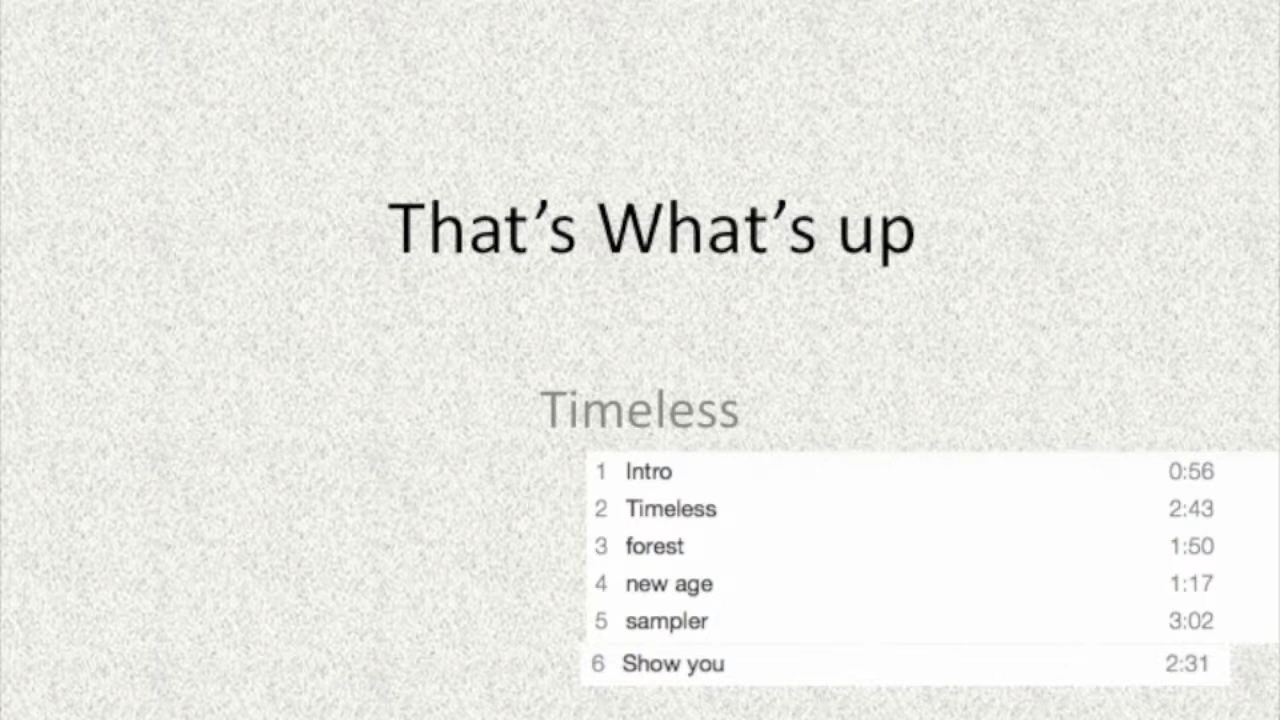 That’s What’s up
Timeless
1 Intro 0:56
2 Timeless 2:43
3 forest 1:50
4 new age 1:17
5 sampler 3:02
6 Show you 2:31